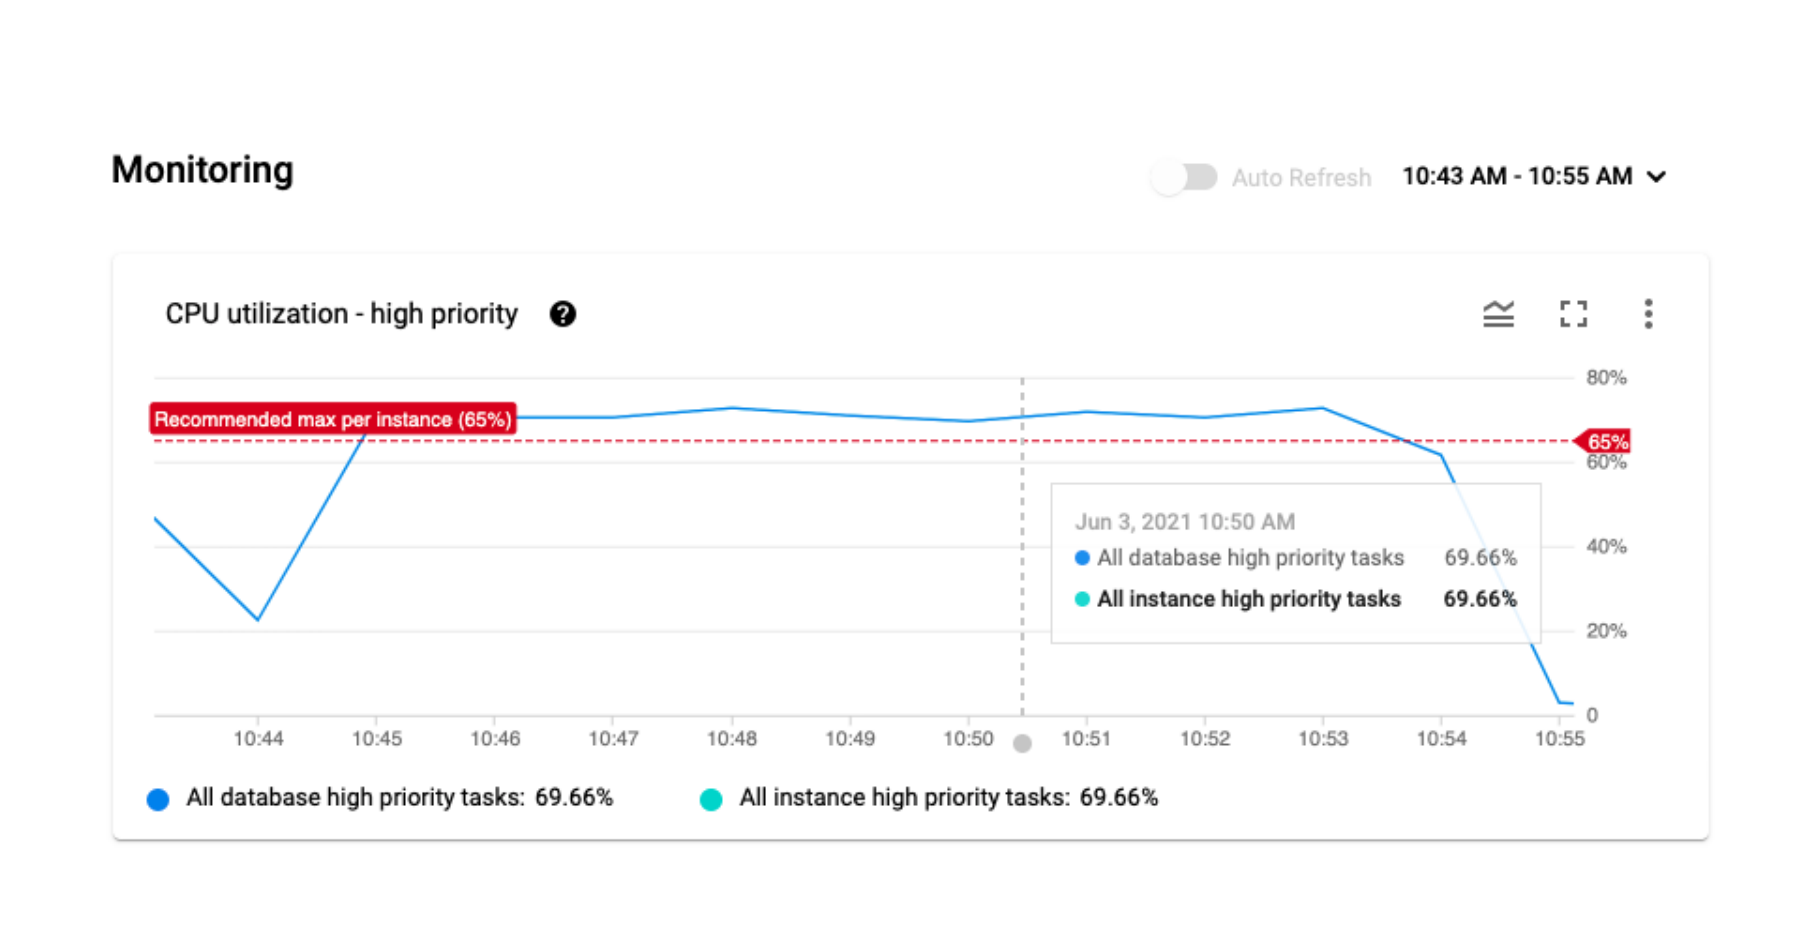 Monitoring
Auto Refresh
10:43 AM - 10:55 AM
CPU utilization - high priority
?
80%
Recommended max per instance (65%)
65%
60%
Jun 3, 2021 10:50 AM
All database high priority tasks 69.66%
40%
All instance high priority tasks 69.66%
20%
0
10:44 10:45 10:46 10:47 10:48 10:49 10:50 10:51 10:52 10:53 10:54 10:55
All database high priority tasks: 69.66% All instance high priority tasks: 69.66%